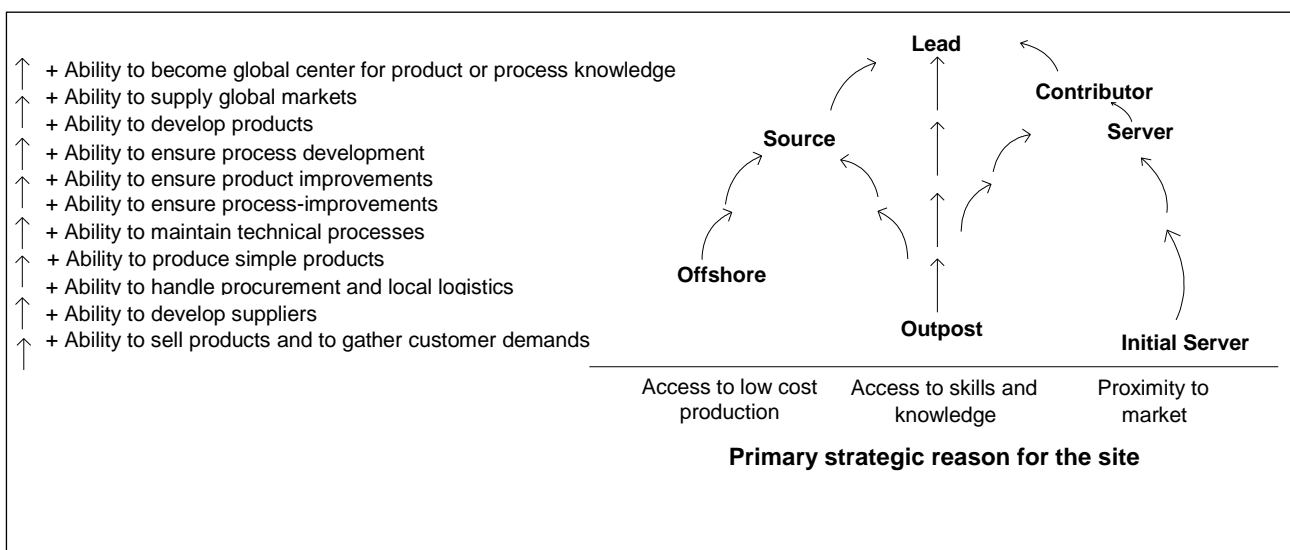 + Ability to become global center for product or process knowledge
+ Ability to supply global markets
+ Ability to develop products
+ Ability to ensure process development
+ Ability to ensure product improvements
+ Ability to ensure process-improvements
+ Ability to maintain technical processes
+ Ability to produce simple products
+ Ability to handle procurement and local logistics
+ Ability to develop suppliers
+ Ability to sell products and to gather customer demands
Lead
Contributor
Server
Source
Offshore
Outpost
Initial Server
Access to low cost
production
Access to skills and
knowledge
Proximity to
market
Primary strategic reason for the site